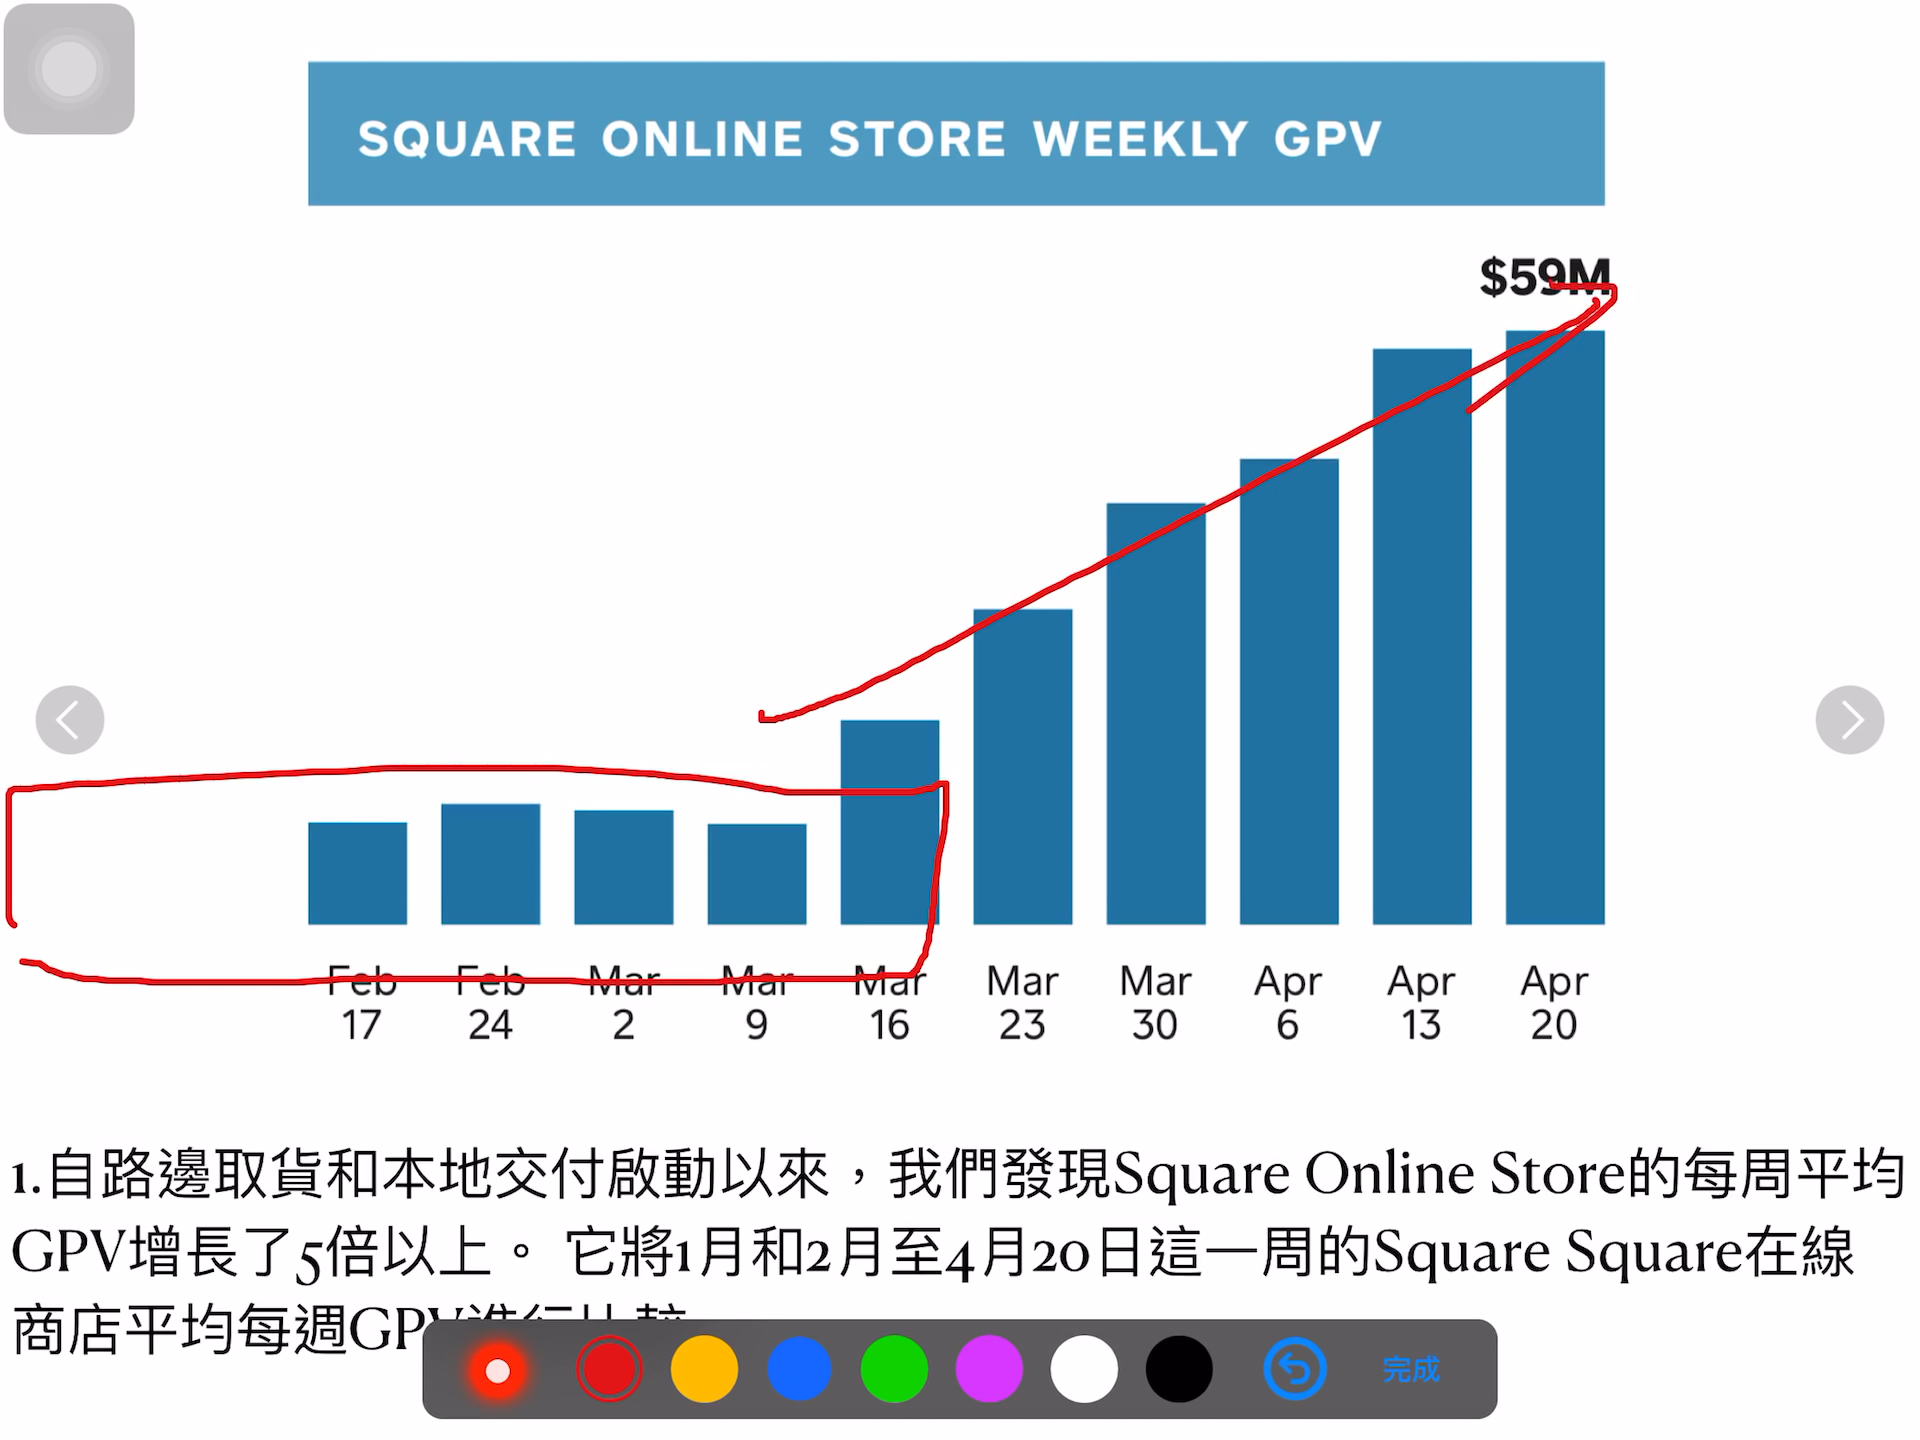 SQUARE ONLINE STORE WEEKLY GPV
$59M
Feb Feb Mar Mar Mar Mar Mar Apr Apr Apr
17 24 2 9 16 23 30 6 13 20
1.自路邊取貨和本地交付啟動以來，我們發現Square Online Store的每周平均
GPV增長了5倍以上。 它將1月和2月至4月20日這一周的Square Square在線
商店平均每週GPV進行比較
完成